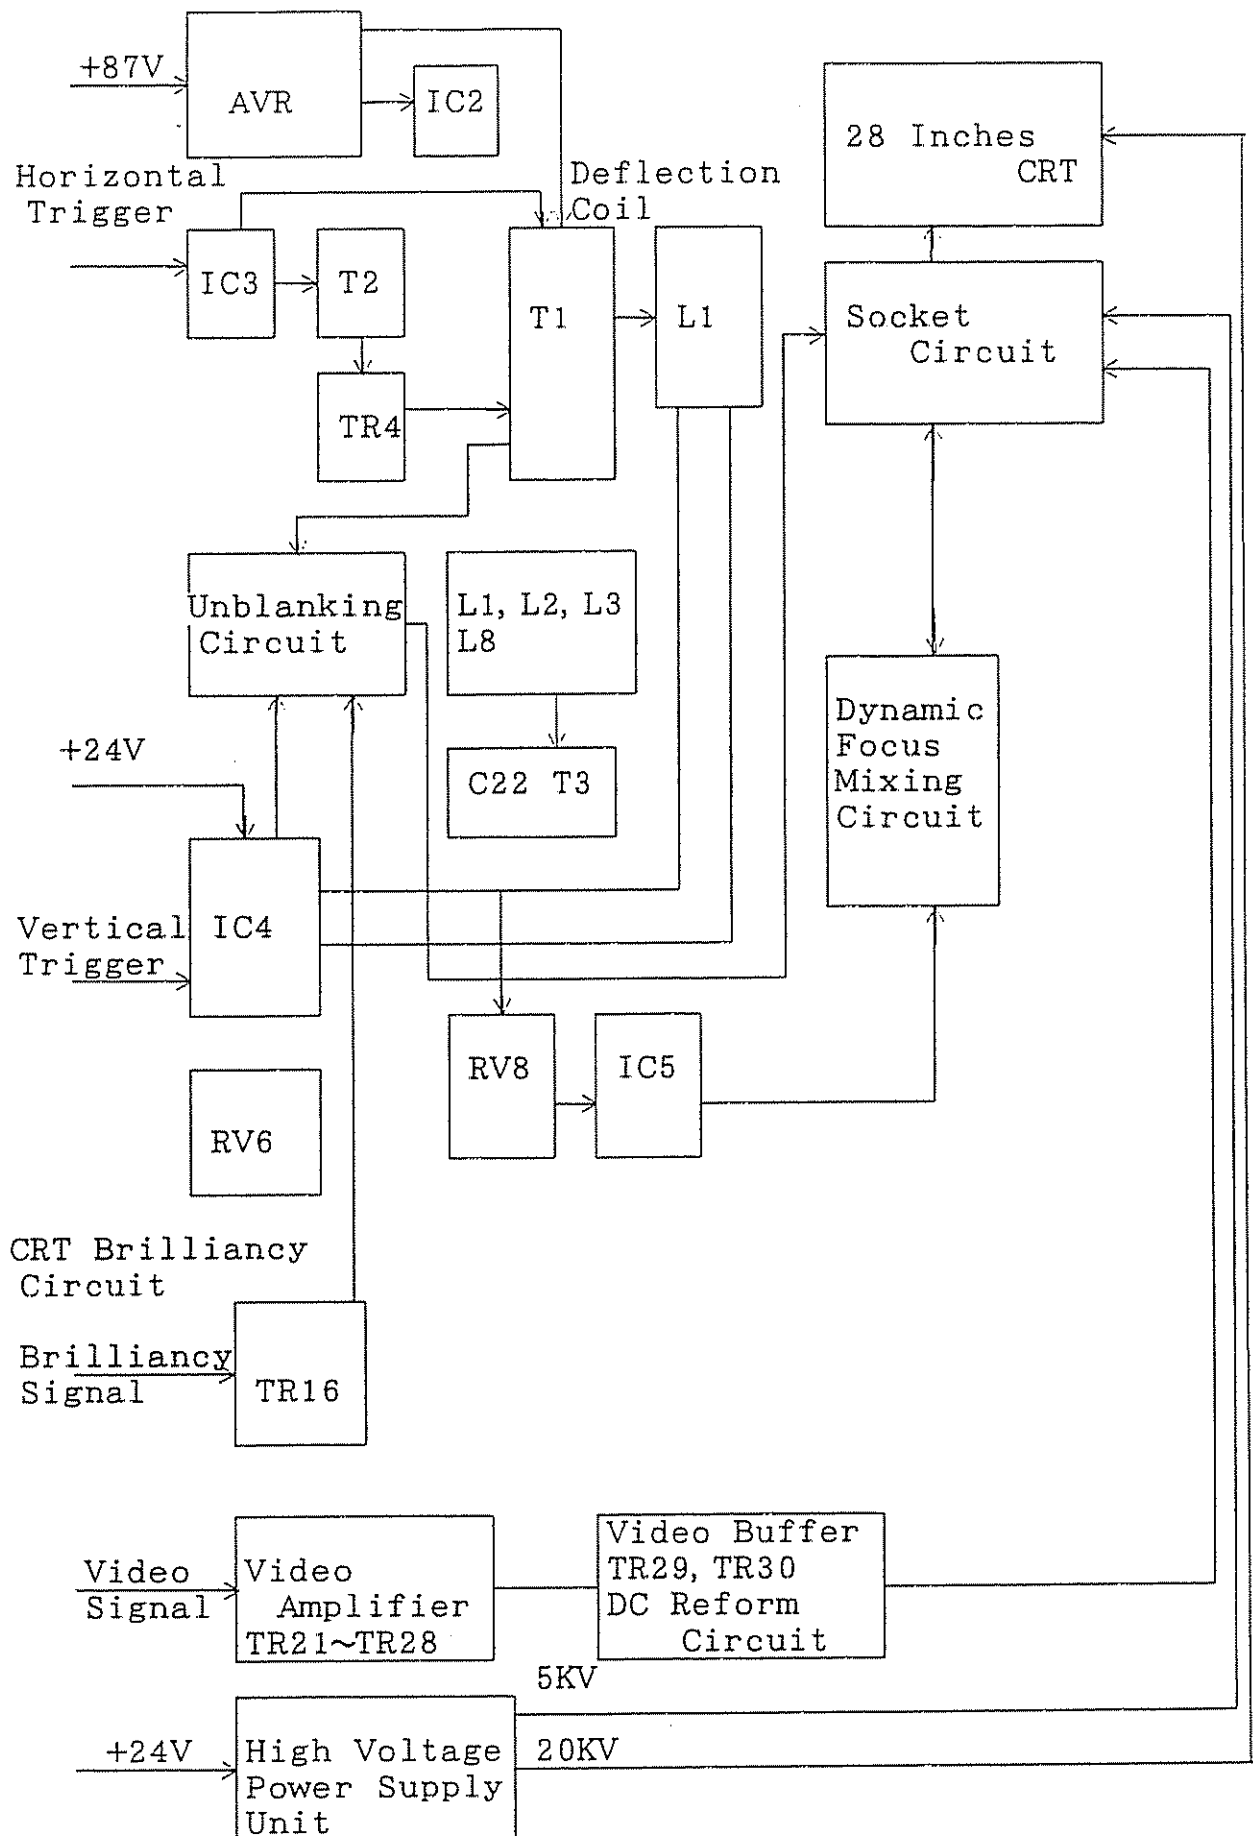 +87V
AVR
IC2
28 Inches
CRT
Horizontal
Trigger
Deflection
Coil
IC3
T2
T1
L1
Socket
Circuit
TR4
Unblanking
Circuit
L1, L2, L3
L8
Dynamic
Focus
Mixing
Circuit
+24V
C22 T3
Vertical
Trigger
IC4
RV8
IC5
RV6
CRT Brilliancy
Circuit
Brilliancy
Signal
TR16
Video
Signal
Video
Amplifier
TR21~TR28
Video Buffer
TR29, TR30
DC Reform
Circuit
5KV
+24V
High Voltage
Power Supply
Unit
20KV